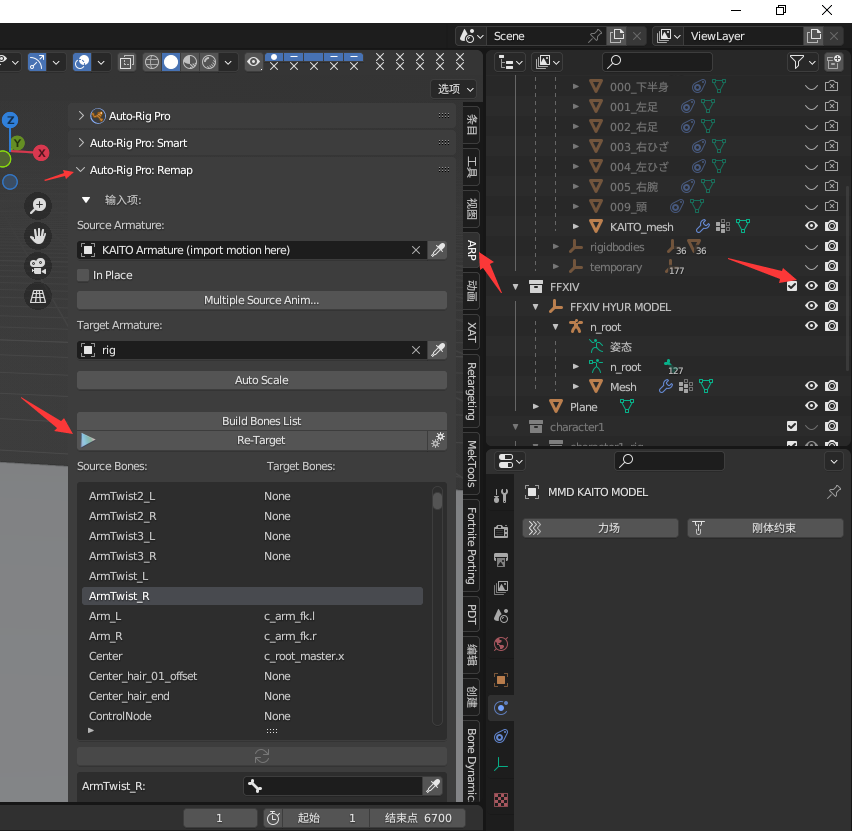 Scene
ViewLayer
选项
Auto-Rig Pro
Auto-Rig Pro: Smart
Auto-Rig Pro: Remap
输入项:
Source Armature:
KAITO Armature (import motion here)
In Place
Multiple Source Anim...
Target Armature:
rig
Auto Scale
Build Bones List
Re-Target
Source Bones: Target Bones:
ArmTwist2_L None
ArmTwist2_R None
ArmTwist3_L None
ArmTwist3_R None
ArmTwist_L
ArmTwist_R
Arm_L c_arm_fk.l
Arm_R c_arm_fk.r
Center c_root_master.x
Center_hair_01_offset None
Center_hair_end None
ControlNode None
ArmTwist_R:
Z
Y
X
条目
工具
视图
ARP
动画
XAT
Retargeting
MekTools
Fortnite Porting
PDT
编辑
创建
Bone Dynamic
1 起始 1 结束点 6700
000_下半身
001_左足
002_右足
003_右ひざ
004_左ひざ
005_右腕
009_頭
KAITO_mesh
rigidbodies 36 36
temporary 177
FFXIV
FFXIV HYUR MODEL
n_root
姿态
n_root 127
Mesh
Plane
character1
character1_rig
MMD KAITO MODEL
力场 刚体约束